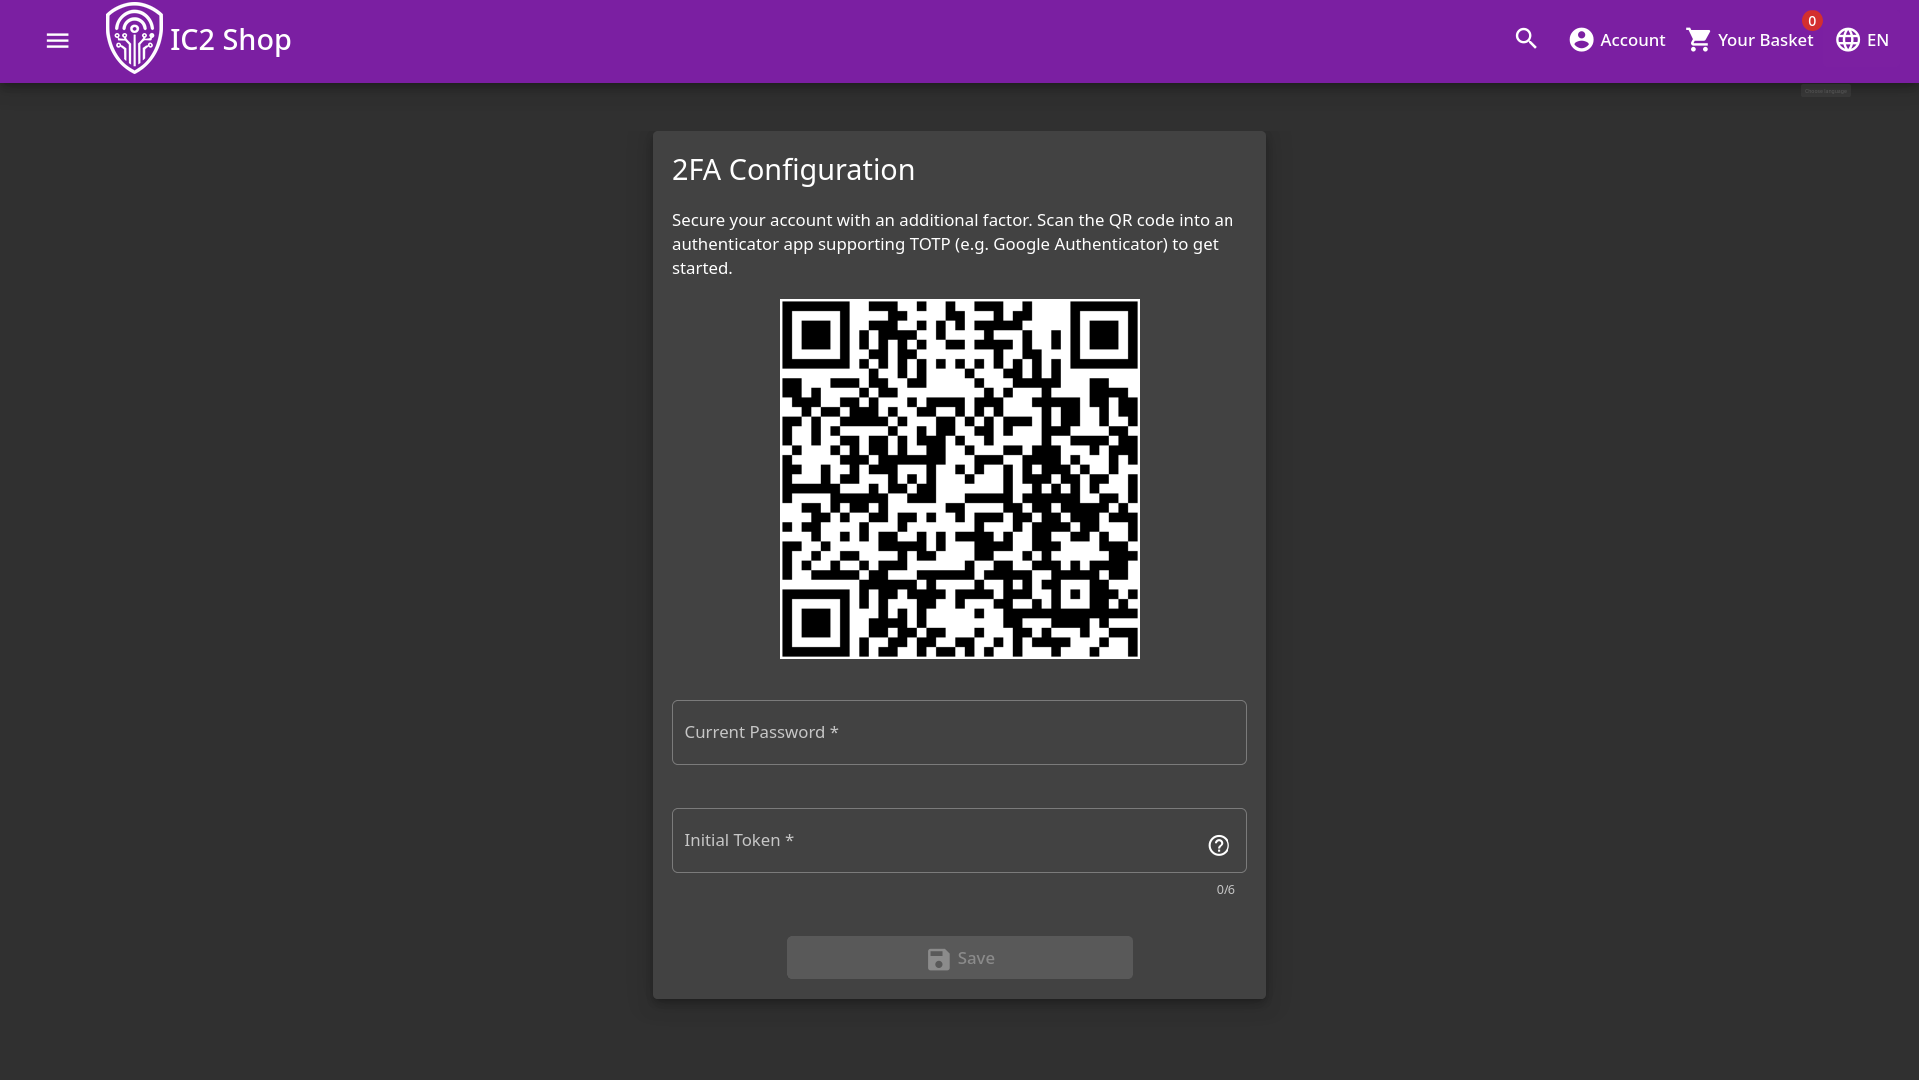 IC2 Shop
Account
Your Basket
0
EN
2FA Configuration
Secure your account with an additional factor. Scan the QR code into an
authenticator app supporting TOTP (e.g. Google Authenticator) to get
started.
Current Password *
Initial Token *
0/6
Save